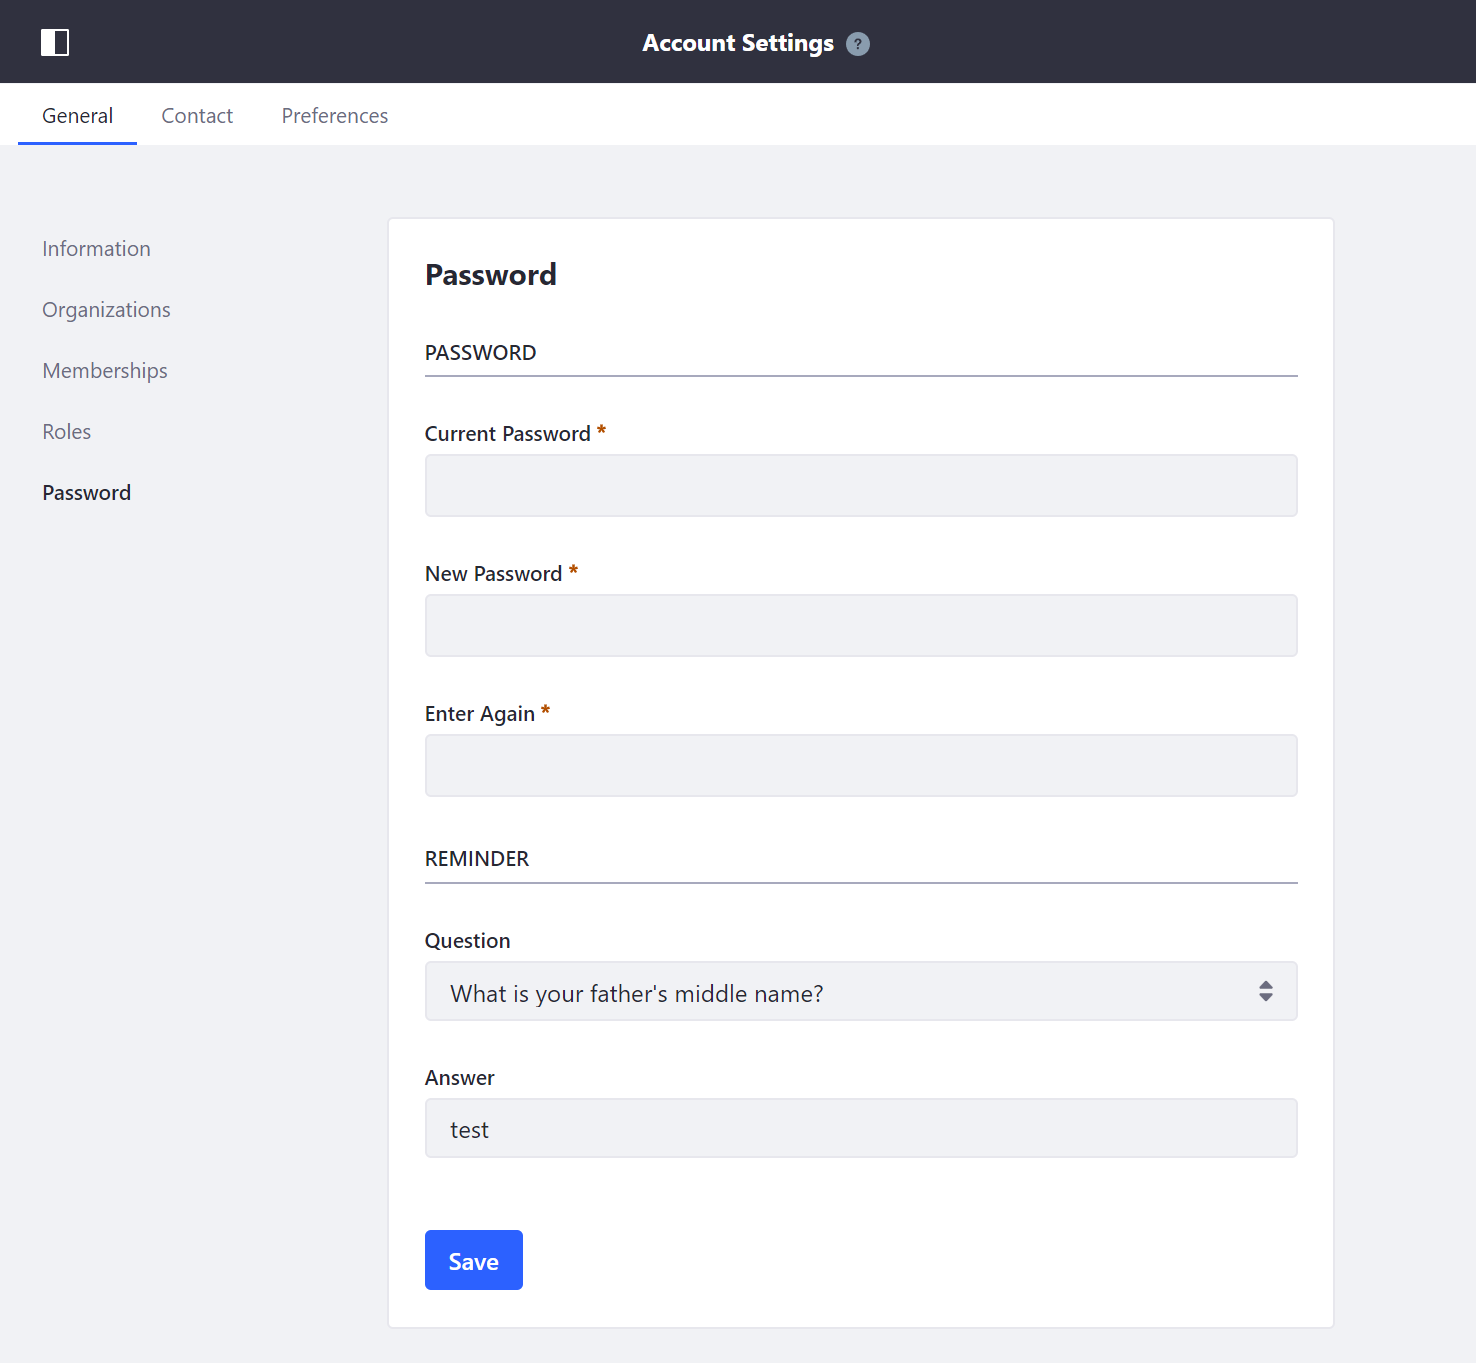 Account Settings ?
General Contact Preferences
Information
Organizations
Memberships
Roles
Password
Password
PASSWORD
Current Password *
New Password *
Enter Again *
REMINDER
Question
What is your father's middle name?
Answer
test
Save